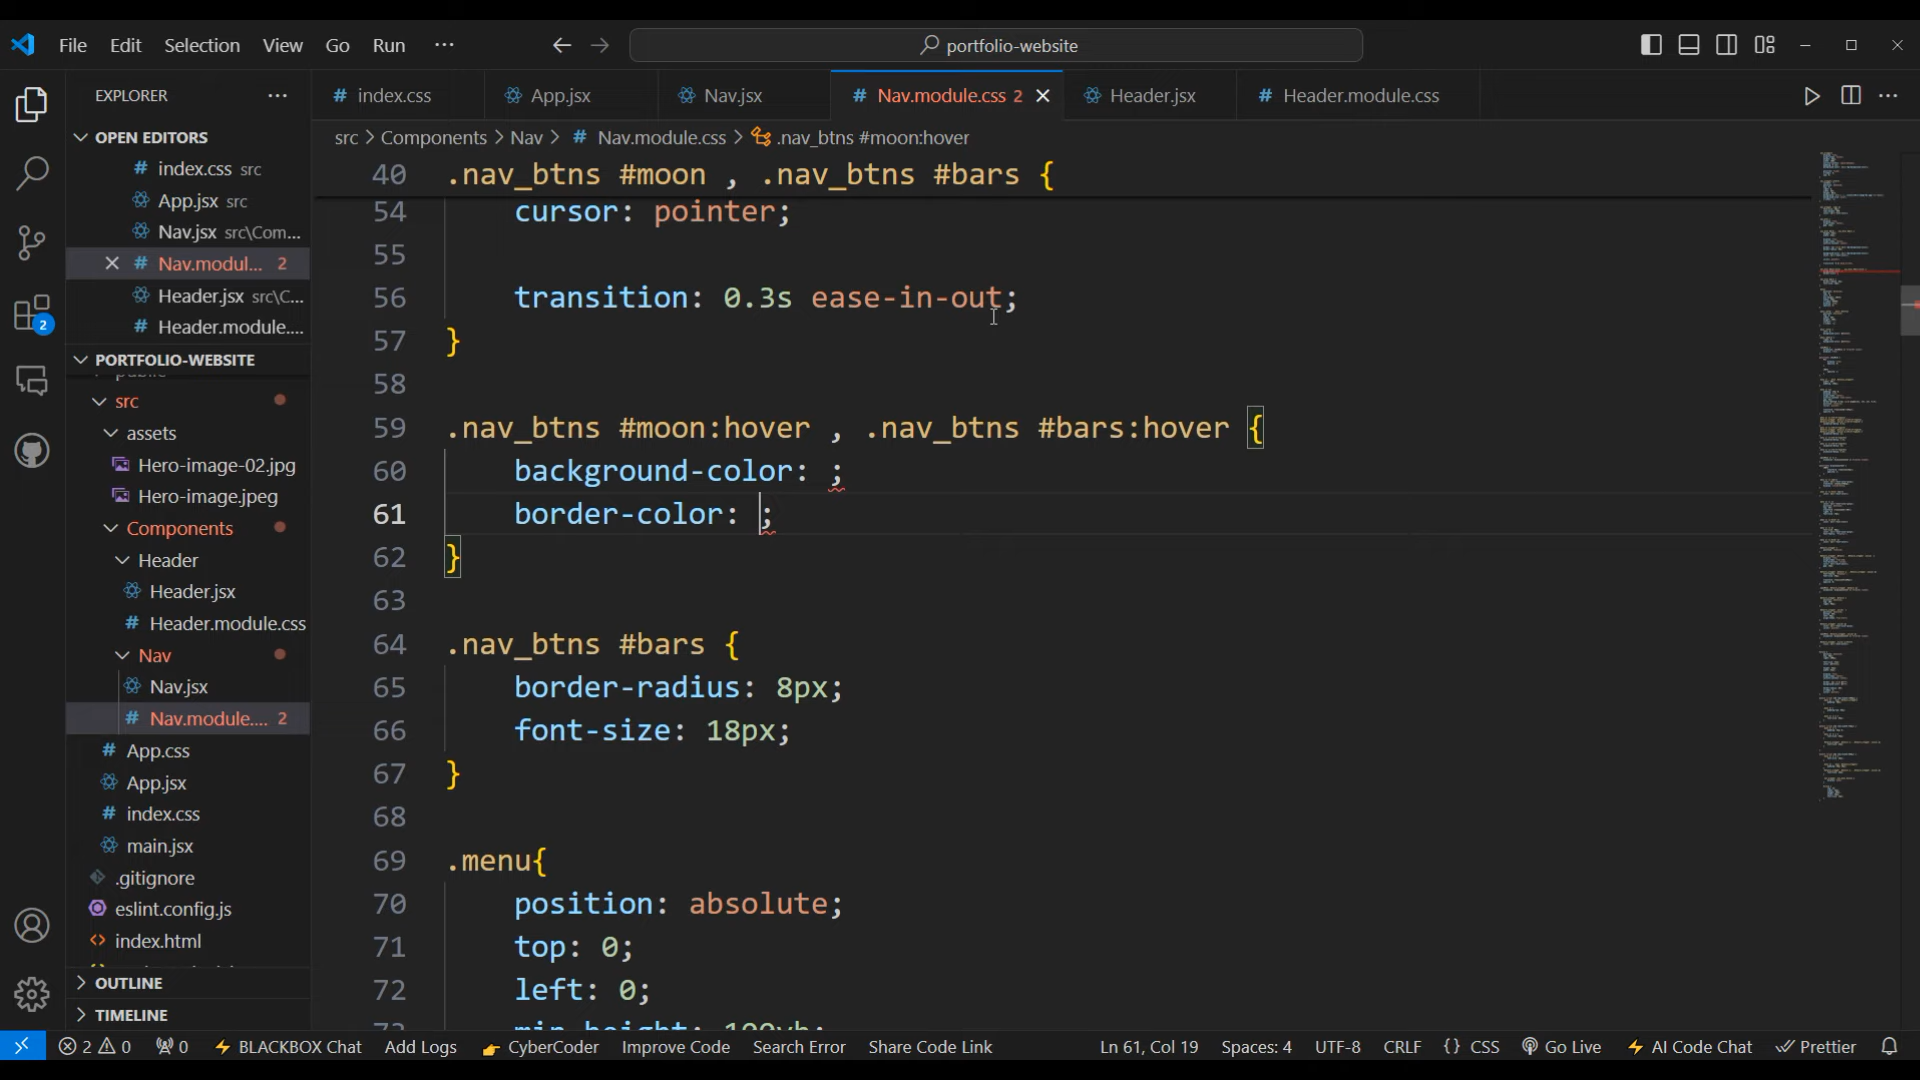 File Edit Selection View Go Run ··· portfolio-website
EXPLORER ···
index.css App.jsx Nav.jsx Nav.module.css 2 Header.jsx Header.module.css
OPEN EDITORS
index.css src
App.jsx src
Nav.jsx src\Com...
Nav.modul... 2
Header.jsx src\C...
Header.module....
PORTFOLIO-WEBSITE
src
assets
Hero-image-02.jpg
Hero-image.jpeg
Components
Header
Header.jsx
Header.module.css
Nav
Nav.jsx
Nav.module.... 2
App.css
App.jsx
index.css
main.jsx
.gitignore
eslint.config.js
index.html
OUTLINE
TIMELINE
2
src > Components > Nav > # Nav.module.css > .nav_btns #moon:hover
40 .nav_btns #moon , .nav_btns #bars {
54 cursor: pointer;
55
56 transition: 0.3s ease-in-out;
57 }
58
59 .nav_btns #moon:hover , .nav_btns #bars:hover {
60 background-color: ;
61 border-color: ;
62 }
63
64 .nav_btns #bars {
65 border-radius: 8px;
66 font-size: 18px;
67 }
68
69 .menu{
70 position: absolute;
71 top: 0;
72 left: 0;
73 min-height: 100vh;
2 0 0 BLACKBOX Chat Add Logs CyberCoder Improve Code Search Error Share Code Link Ln 61, Col 19 Spaces: 4 UTF-8 CRLF {} CSS Go Live AI Code Chat Prettier